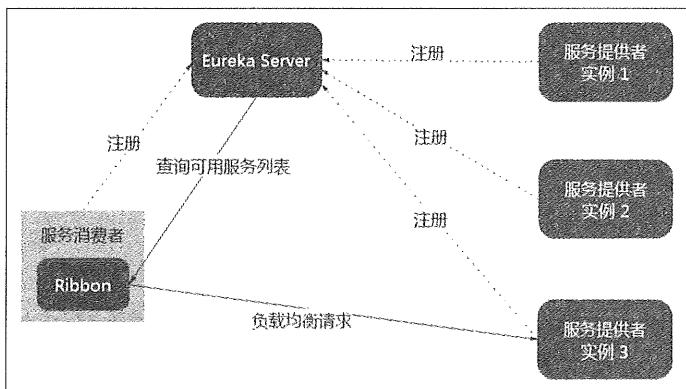 Eureka Server
注册
服务提供者
实例 1
注册
注册
查询可用服务列表
服务提供者
实例 2
注册
服务消费者
Ribbon
负载均衡请求
服务提供者
实例 3